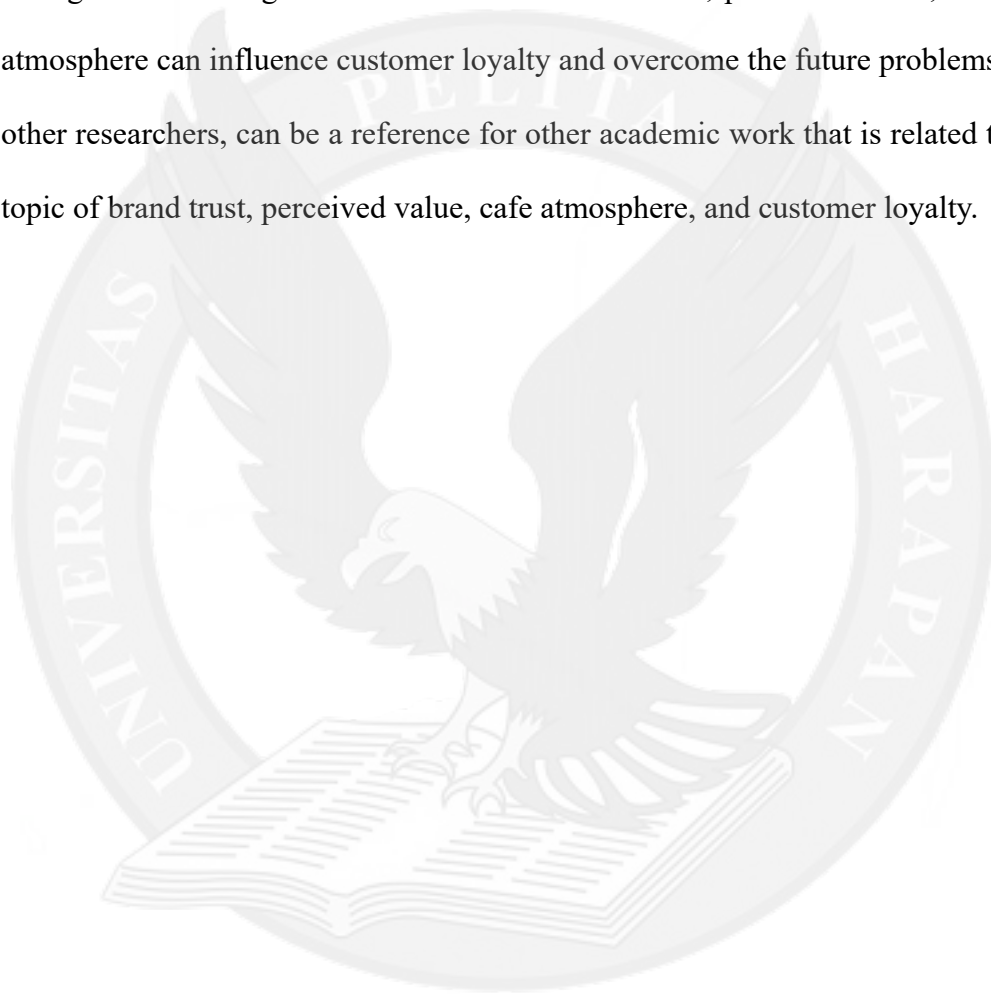 atmosphere can influence customer loyalty and overcome the future problems
other researchers, can be a reference for other academic work that is related
topic of brand trust, perceived value, cafe atmosphere, and customer loyalty.
UNIVERSITAS
PELITA
HARAPAN